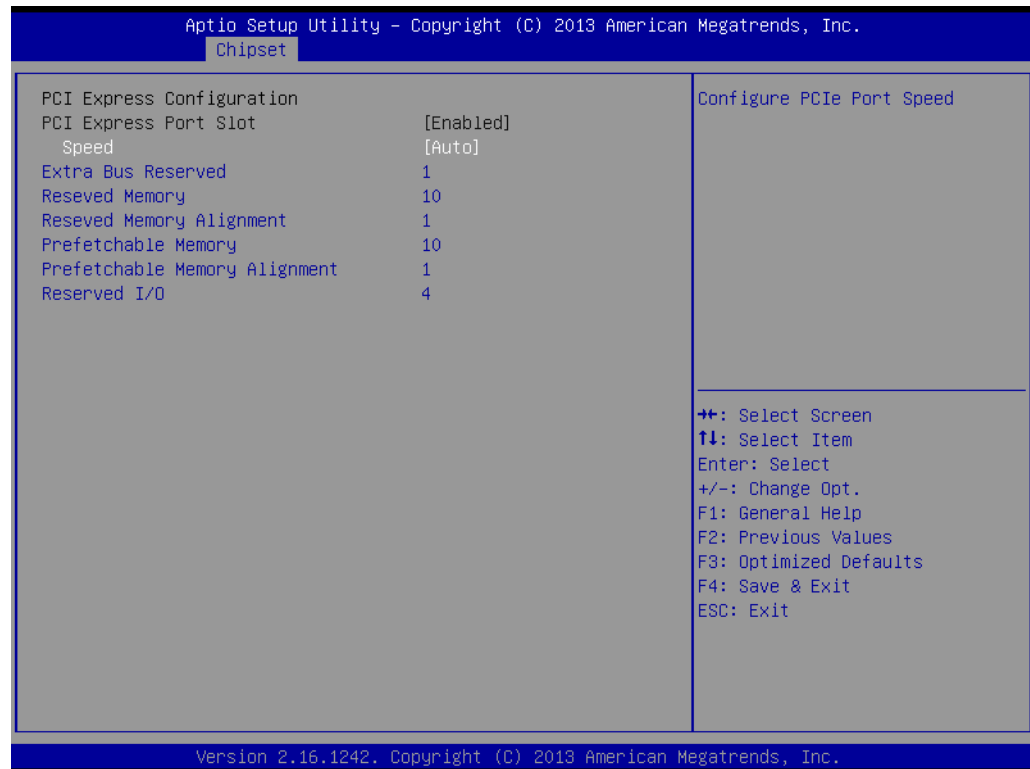 Aptio Setup Utility – Copyright (C) 2013 American Megatrends, Inc.
Chipset
PCI Express Configuration
PCI Express Port Slot [Enabled]
Speed [Auto]
Extra Bus Reserved 1
Reseved Memory 10
Reseved Memory Alignment 1
Prefetchable Memory 10
Prefetchable Memory Alignment 1
Reserved I/O 4
Configure PCIe Port Speed
→←: Select Screen
↑↓: Select Item
Enter: Select
+/-: Change Opt.
F1: General Help
F2: Previous Values
F3: Optimized Defaults
F4: Save & Exit
ESC: Exit
Version 2.16.1242. Copyright (C) 2013 American Megatrends, Inc.